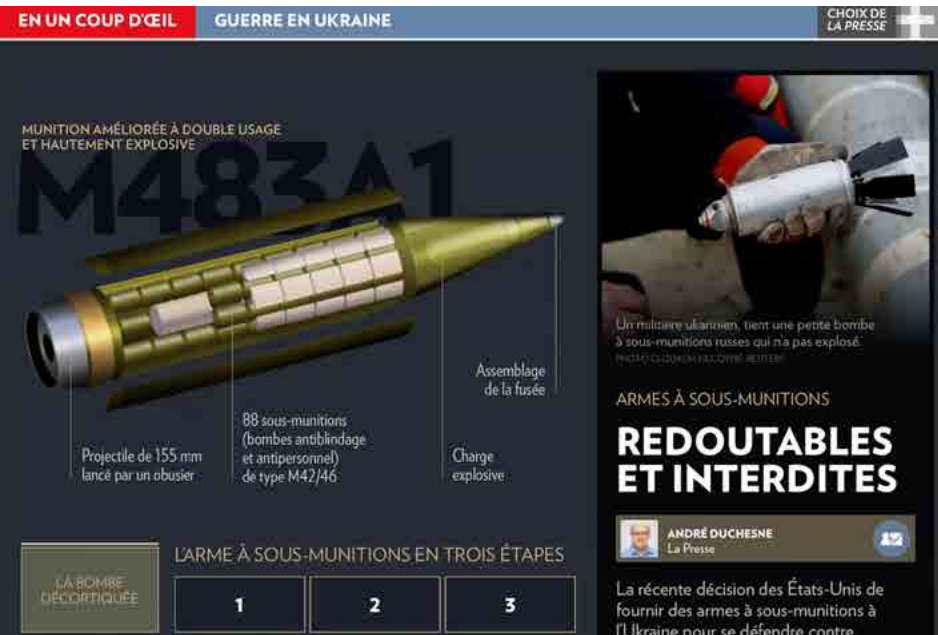 EN UN COUP D'ŒIL
GUERRE EN UKRAINE
CHOIX DE
LA PRESSE
MUNITION AMÉLIORÉE À DOUBLE USAGE
ET HAUTEMENT EXPLOSIVE
M483A1
Assemblage
de la fusée
88 sous-munitions
(bombes antiblindage
et antipersonnel)
de type M42/46
Projectile de 155 mm
lancé par un obusier
Charge
explosive
LA BOMBE
DÉCORTIQUÉE
L'ARME À SOUS-MUNITIONS EN TROIS ÉTAPES
1
2
3
Un militaire ukarinien, tient une petite bombe
à sous-munitions russes qui n'a pas explosé.
ARMES À SOUS-MUNITIONS
REDOUTABLES
ET INTERDITES
ANDRÉ DUCHESNE
La Presse
La récente décision des États-Unis de
fournir des armes à sous-munitions à
l'Ukraine pour se défendre contre